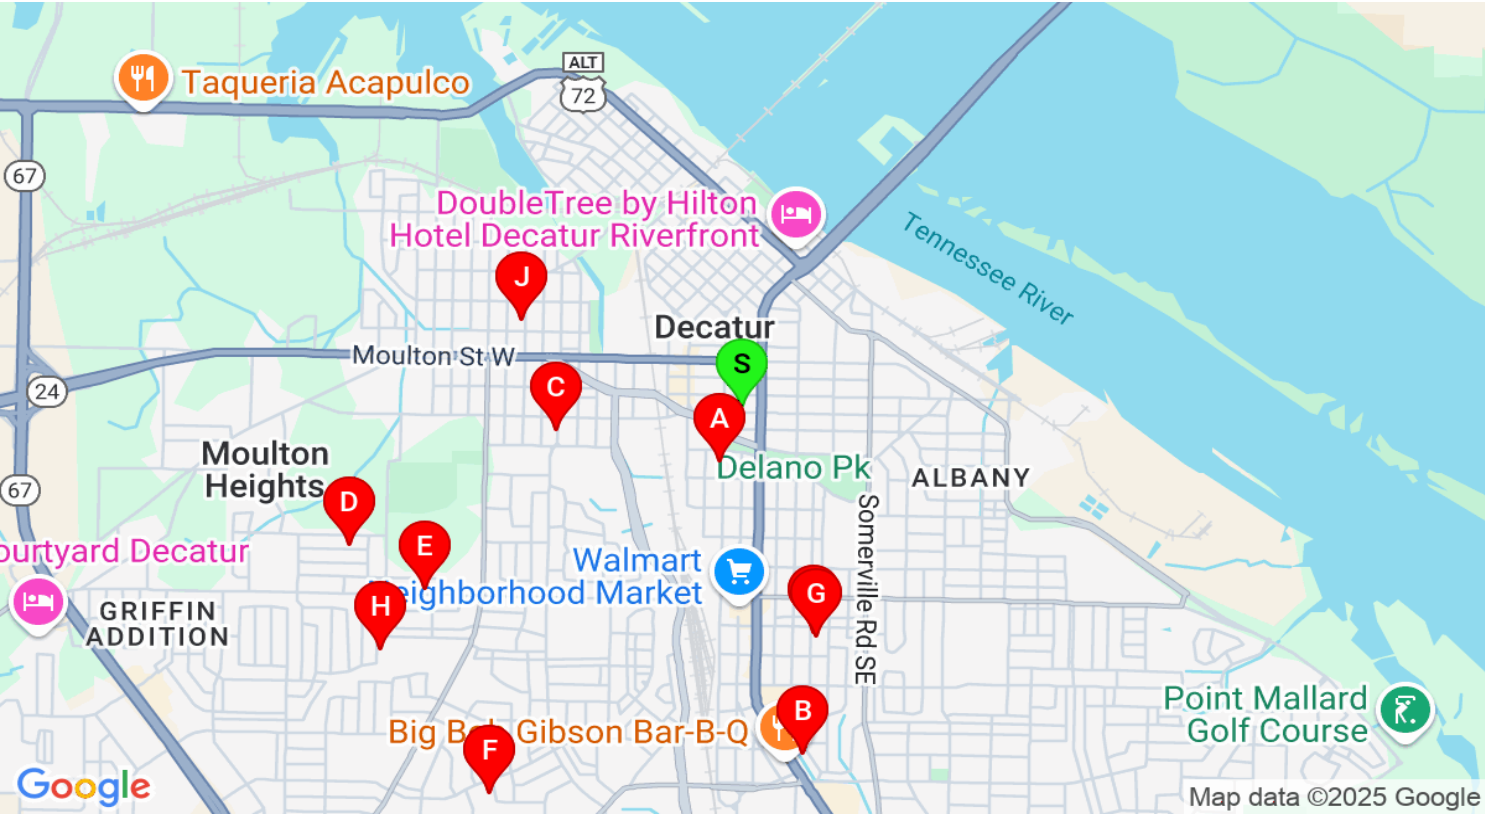 ALT
72
Taqueria Acapulco
67
DoubleTree by Hilton
Hotel Decatur Riverfront
Tennessee River
J
Decatur
Moulton St W
S
24
C
A
Moulton
Heights
Delano Pk
ALBANY
67
D
Somerville Rd SE
E
ourtyard Decatur
Walmart
eighborhood Market
G
H
GRIFFIN
ADDITION
B
Point Mallard
Golf Course
Big Bob Gibson Bar-B-Q
F
Google
Map data ©2025 Google